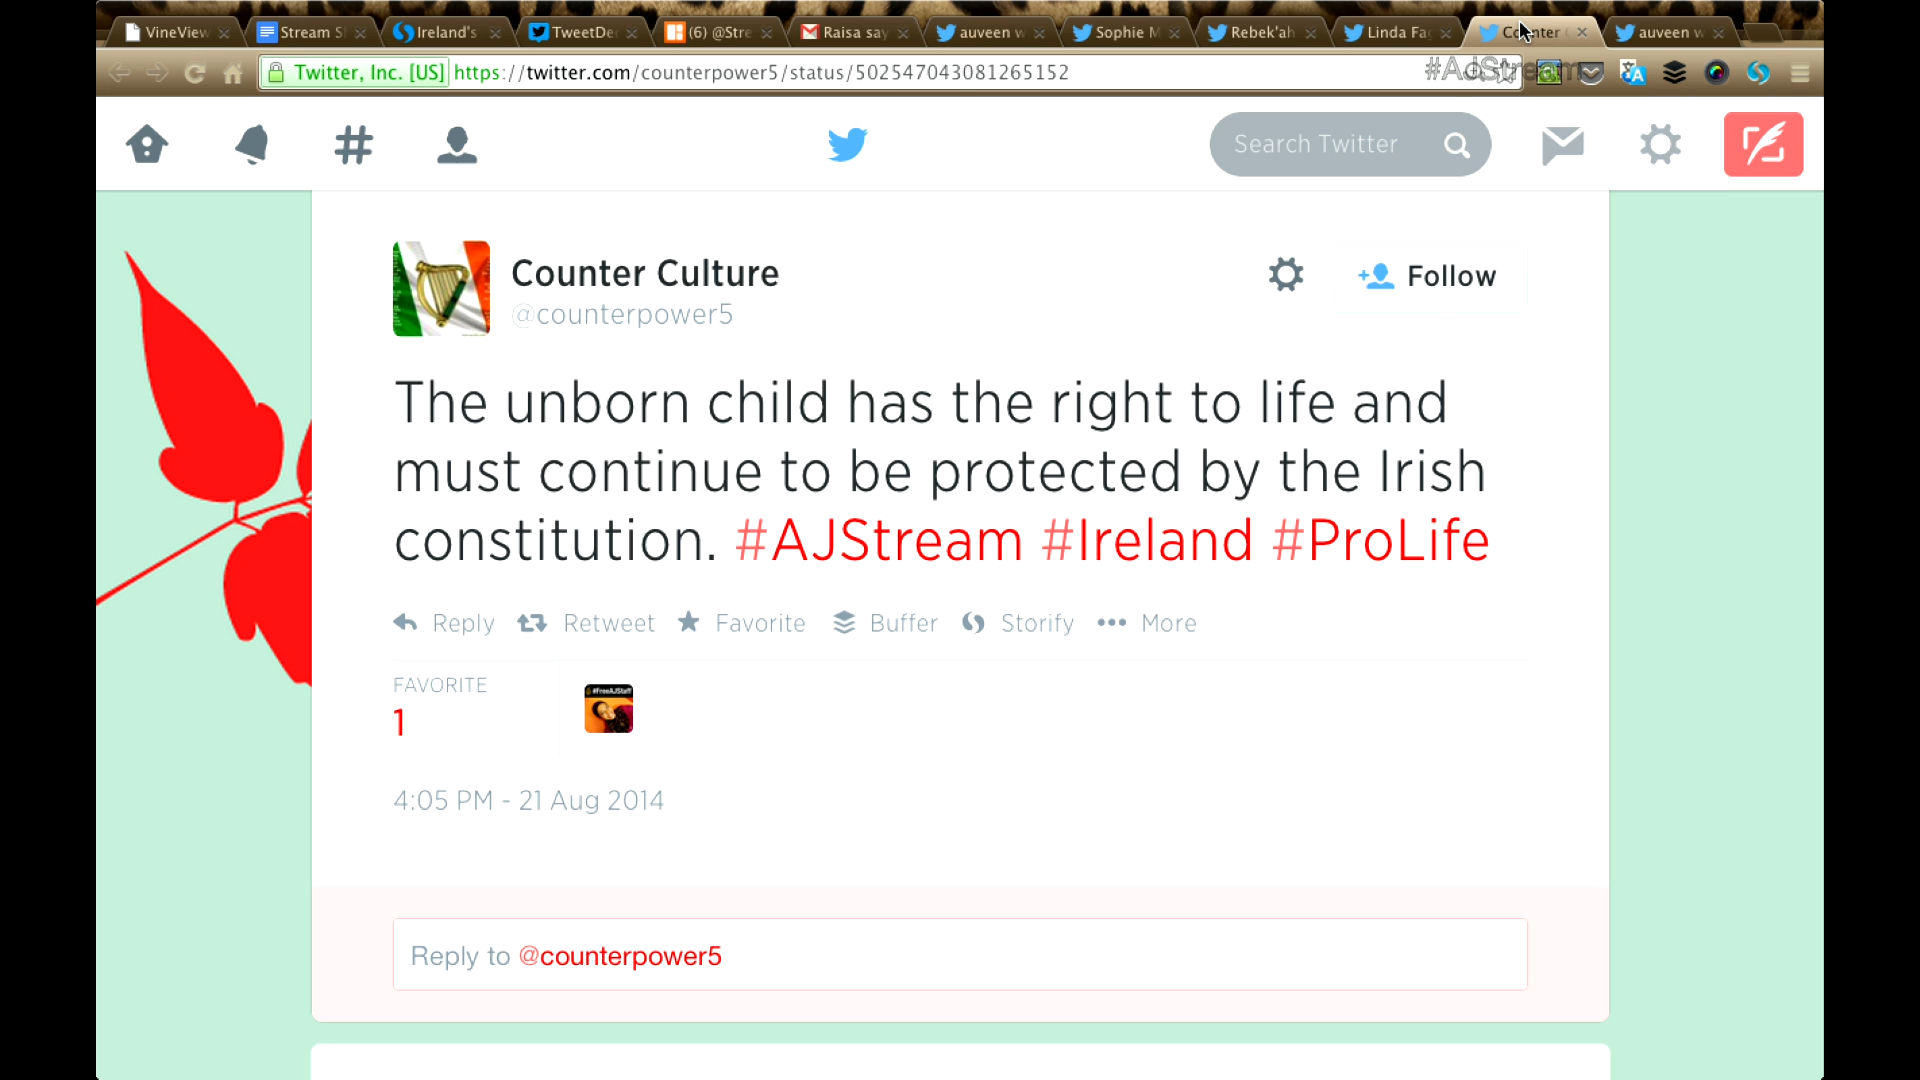 VineView
Stream S
Ireland's
TweetDe
(6) @Stre
Raisa say
auveen w
Sophie M
Rebek'ah
Linda Fa
Counter
auveen w
Twitter, Inc. [US] https://twitter.com/counterpower5/status/502547043081265152
#AJStream
Search Twitter
Counter Culture
@counterpower5
Follow
The unborn child has the right to life and
must continue to be protected by the Irish
constitution. #AJStream #Ireland #ProLife
Reply Retweet Favorite Buffer Storify More
FAVORITE
1
#FreeAJStaff
4:05 PM - 21 Aug 2014
Reply to @counterpower5